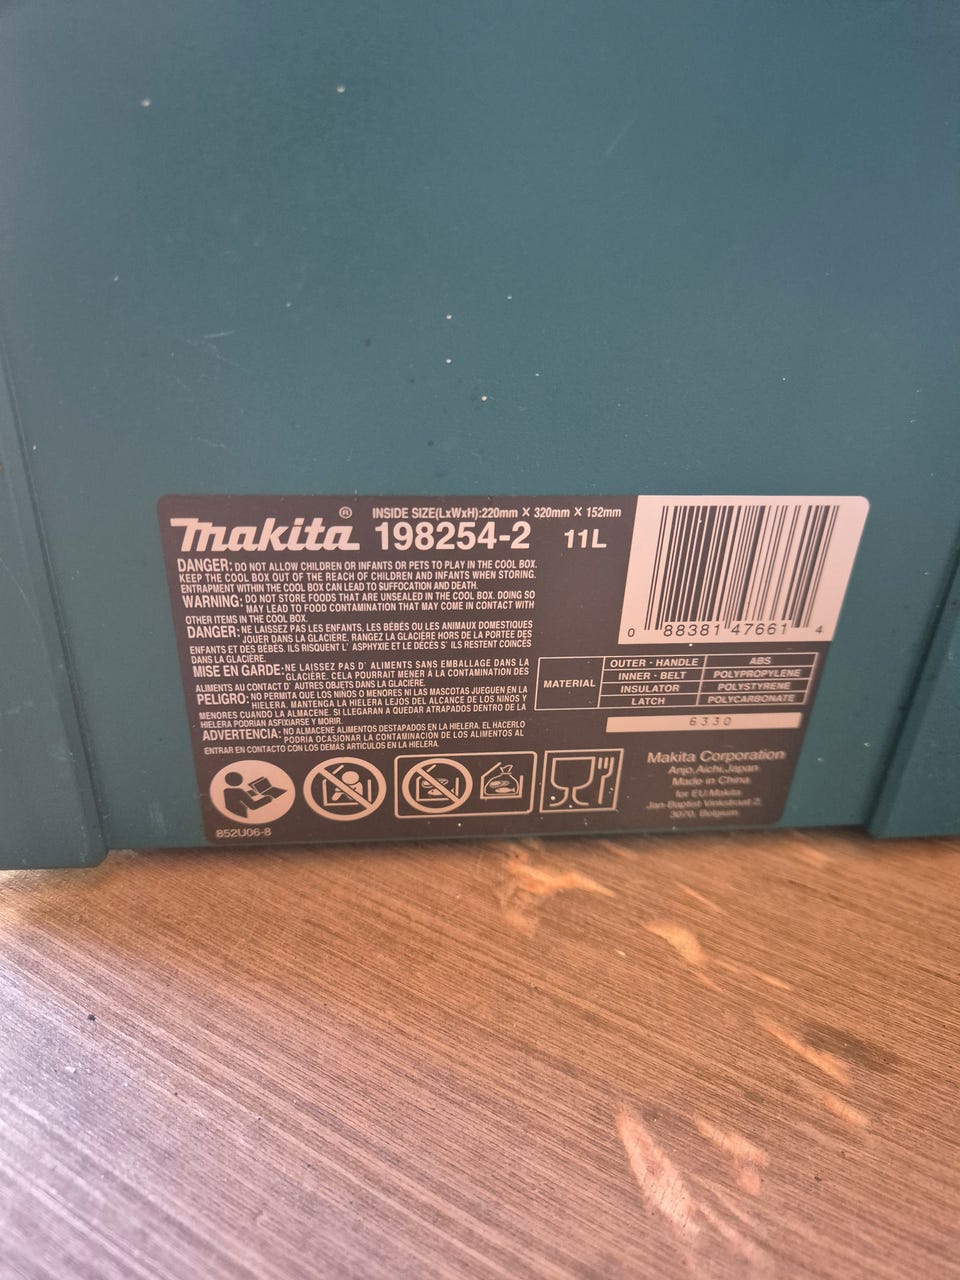 makita®
INSIDE SIZE(LxWxH):220mm × 320mm × 152mm
198254-2 11L
DANGER: DO NOT ALLOW CHILDREN OR INFANTS OR PETS TO PLAY IN THE COOL BOX.
KEEP THE COOL BOX OUT OF THE REACH OF CHILDREN AND INFANTS WHEN STORING.
ENTRAPMENT WITHIN THE COOL BOX CAN LEAD TO SUFFOCATION AND DEATH.
WARNING: DO NOT STORE FOODS THAT ARE UNSEALED IN THE COOL BOX. DOING SO
MAY LEAD TO FOOD CONTAMINATION THAT MAY COME IN CONTACT WITH
OTHER ITEMS IN THE COOL BOX.
DANGER: NE LAISSEZ PAS LES ENFANTS, LES BÉBÉS OU LES ANIMAUX DOMESTIQUES
JOUER DANS LA GLACIÈRE. RANGEZ LA GLACIÈRE HORS DE LA PORTÉE DES
ENFANTS ET DES BÉBÉS. ILS RISQUENT L' ASPHYXIE ET LE DÉCÈS S' ILS RESTENT COINCÉS
DANS LA GLACIÈRE.
MISE EN GARDE: NE LAISSEZ PAS D' ALIMENTS SANS EMBALLAGE DANS LA
GLACIÈRE. CELA POURRAIT MENER À LA CONTAMINATION DES
ALIMENTS AU CONTACT D' AUTRES OBJETS DANS LA GLACIÈRE.
PELIGRO: NO PERMITA QUE LOS NIÑOS O MENORES NI LAS MASCOTAS JUEGUEN EN LA
HIELERA. MANTENGA LA HIELERA LEJOS DEL ALCANCE DE LOS NIÑOS Y
MENORES CUANDO LA ALMACENE. SI LLEGARAN A QUEDAR ATRAPADOS DENTRO DE LA
HIELERA PODRÍAN ASFIXIARSE Y MORIR.
ADVERTENCIA: NO ALMACENE ALIMENTOS DESTAPADOS EN LA HIELERA. EL HACERLO
PODRÍA OCASIONAR LA CONTAMINACIÓN DE LOS ALIMENTOS AL
ENTRAR EN CONTACTO CON LOS DEMÁS ARTÍCULOS EN LA HIELERA.
852U06-8
0 88381 47661 4
MATERIAL
OUTER · HANDLE ABS
INNER · BELT POLYPROPYLENE
INSULATOR POLYSTYRENE
LATCH POLYCARBONATE
6330
Makita Corporation
Anjo, Aichi, Japan
Made in China
for EU:Makita
Jan-Baptist Vinkstraat 2,
3070, Belgium